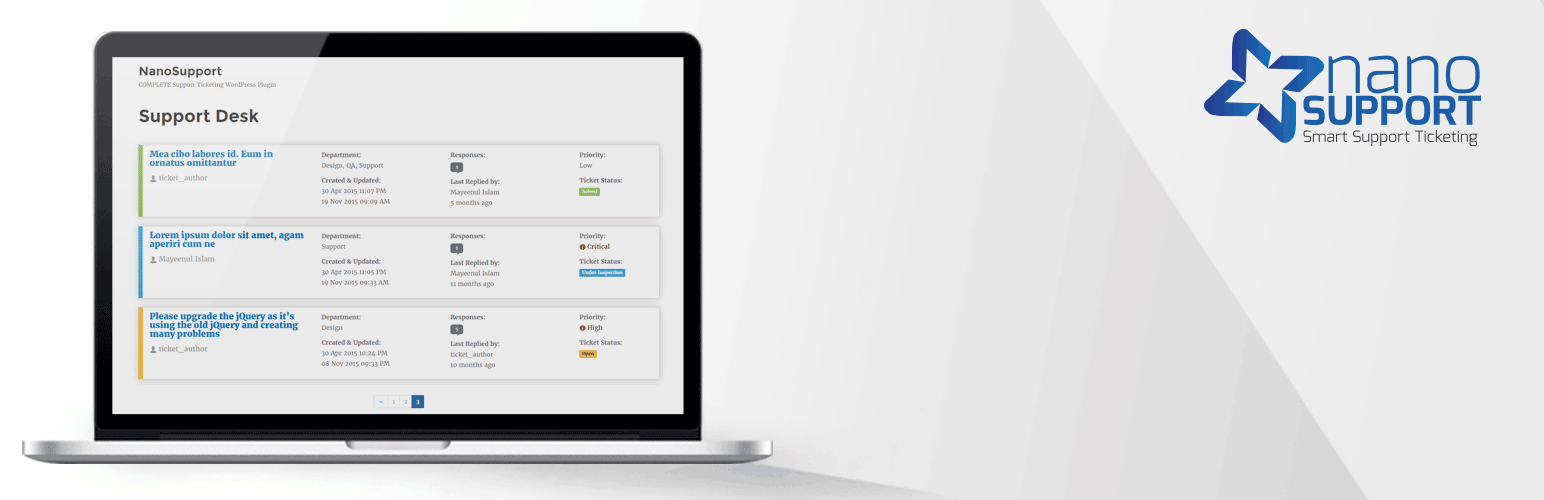 NanoSupport
COMPLETE Support Ticketing WordPress Plugin
Support Desk
Mea cibo labores id. Eum in
ornatus omittantur
ticket_author
Department:
Design, QA, Support
Created & Updated:
30 Apr 2015 11:07 PM
19 Nov 2015 09:09 AM
Responses:
1
Last Replied by:
Mayeenul Islam
5 months ago
Priority:
Low
Ticket Status:
Solved
Lorem ipsum dolor sit amet, agam
aperiri cum ne
Mayeenul Islam
Department:
Support
Created & Updated:
30 Apr 2015 11:05 PM
19 Nov 2015 09:33 AM
Responses:
1
Last Replied by:
Mayeenul Islam
11 months ago
Priority:
Critical
Ticket Status:
Under Inspection
Please upgrade the jQuery as it's
using the old jQuery and creating
many problems
ticket_author
Department:
Design
Created & Updated:
30 Apr 2015 10:24 PM
08 Nov 2015 09:33 PM
Responses:
5
Last Replied by:
ticket_author
10 months ago
Priority:
High
Ticket Status:
Open
« 1 2 3
nano
SUPPORT
Smart Support Ticketing